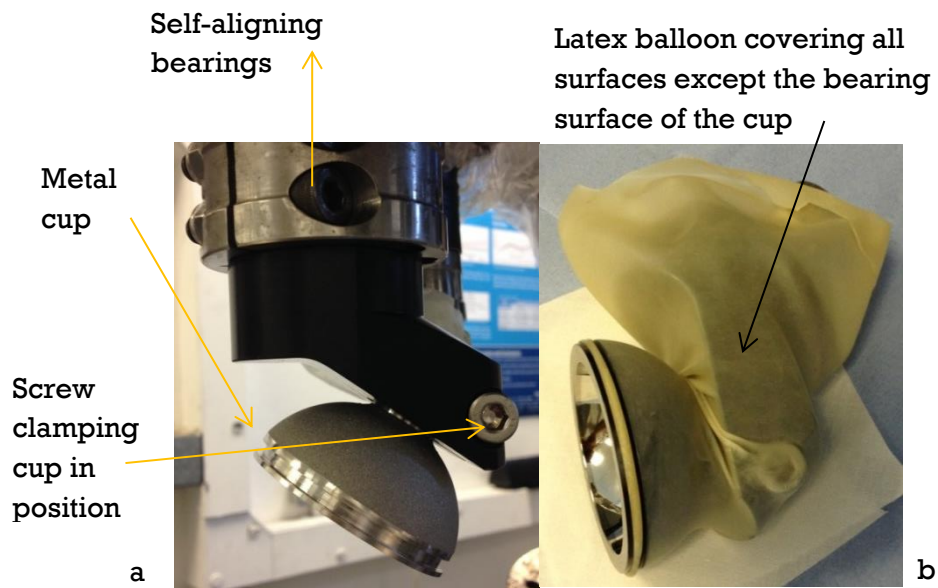 Self-aligning
bearings
Latex balloon covering all
surfaces except the bearing
surface of the cup
Metal
cup
Screw
clamping
cup in
position
a
b